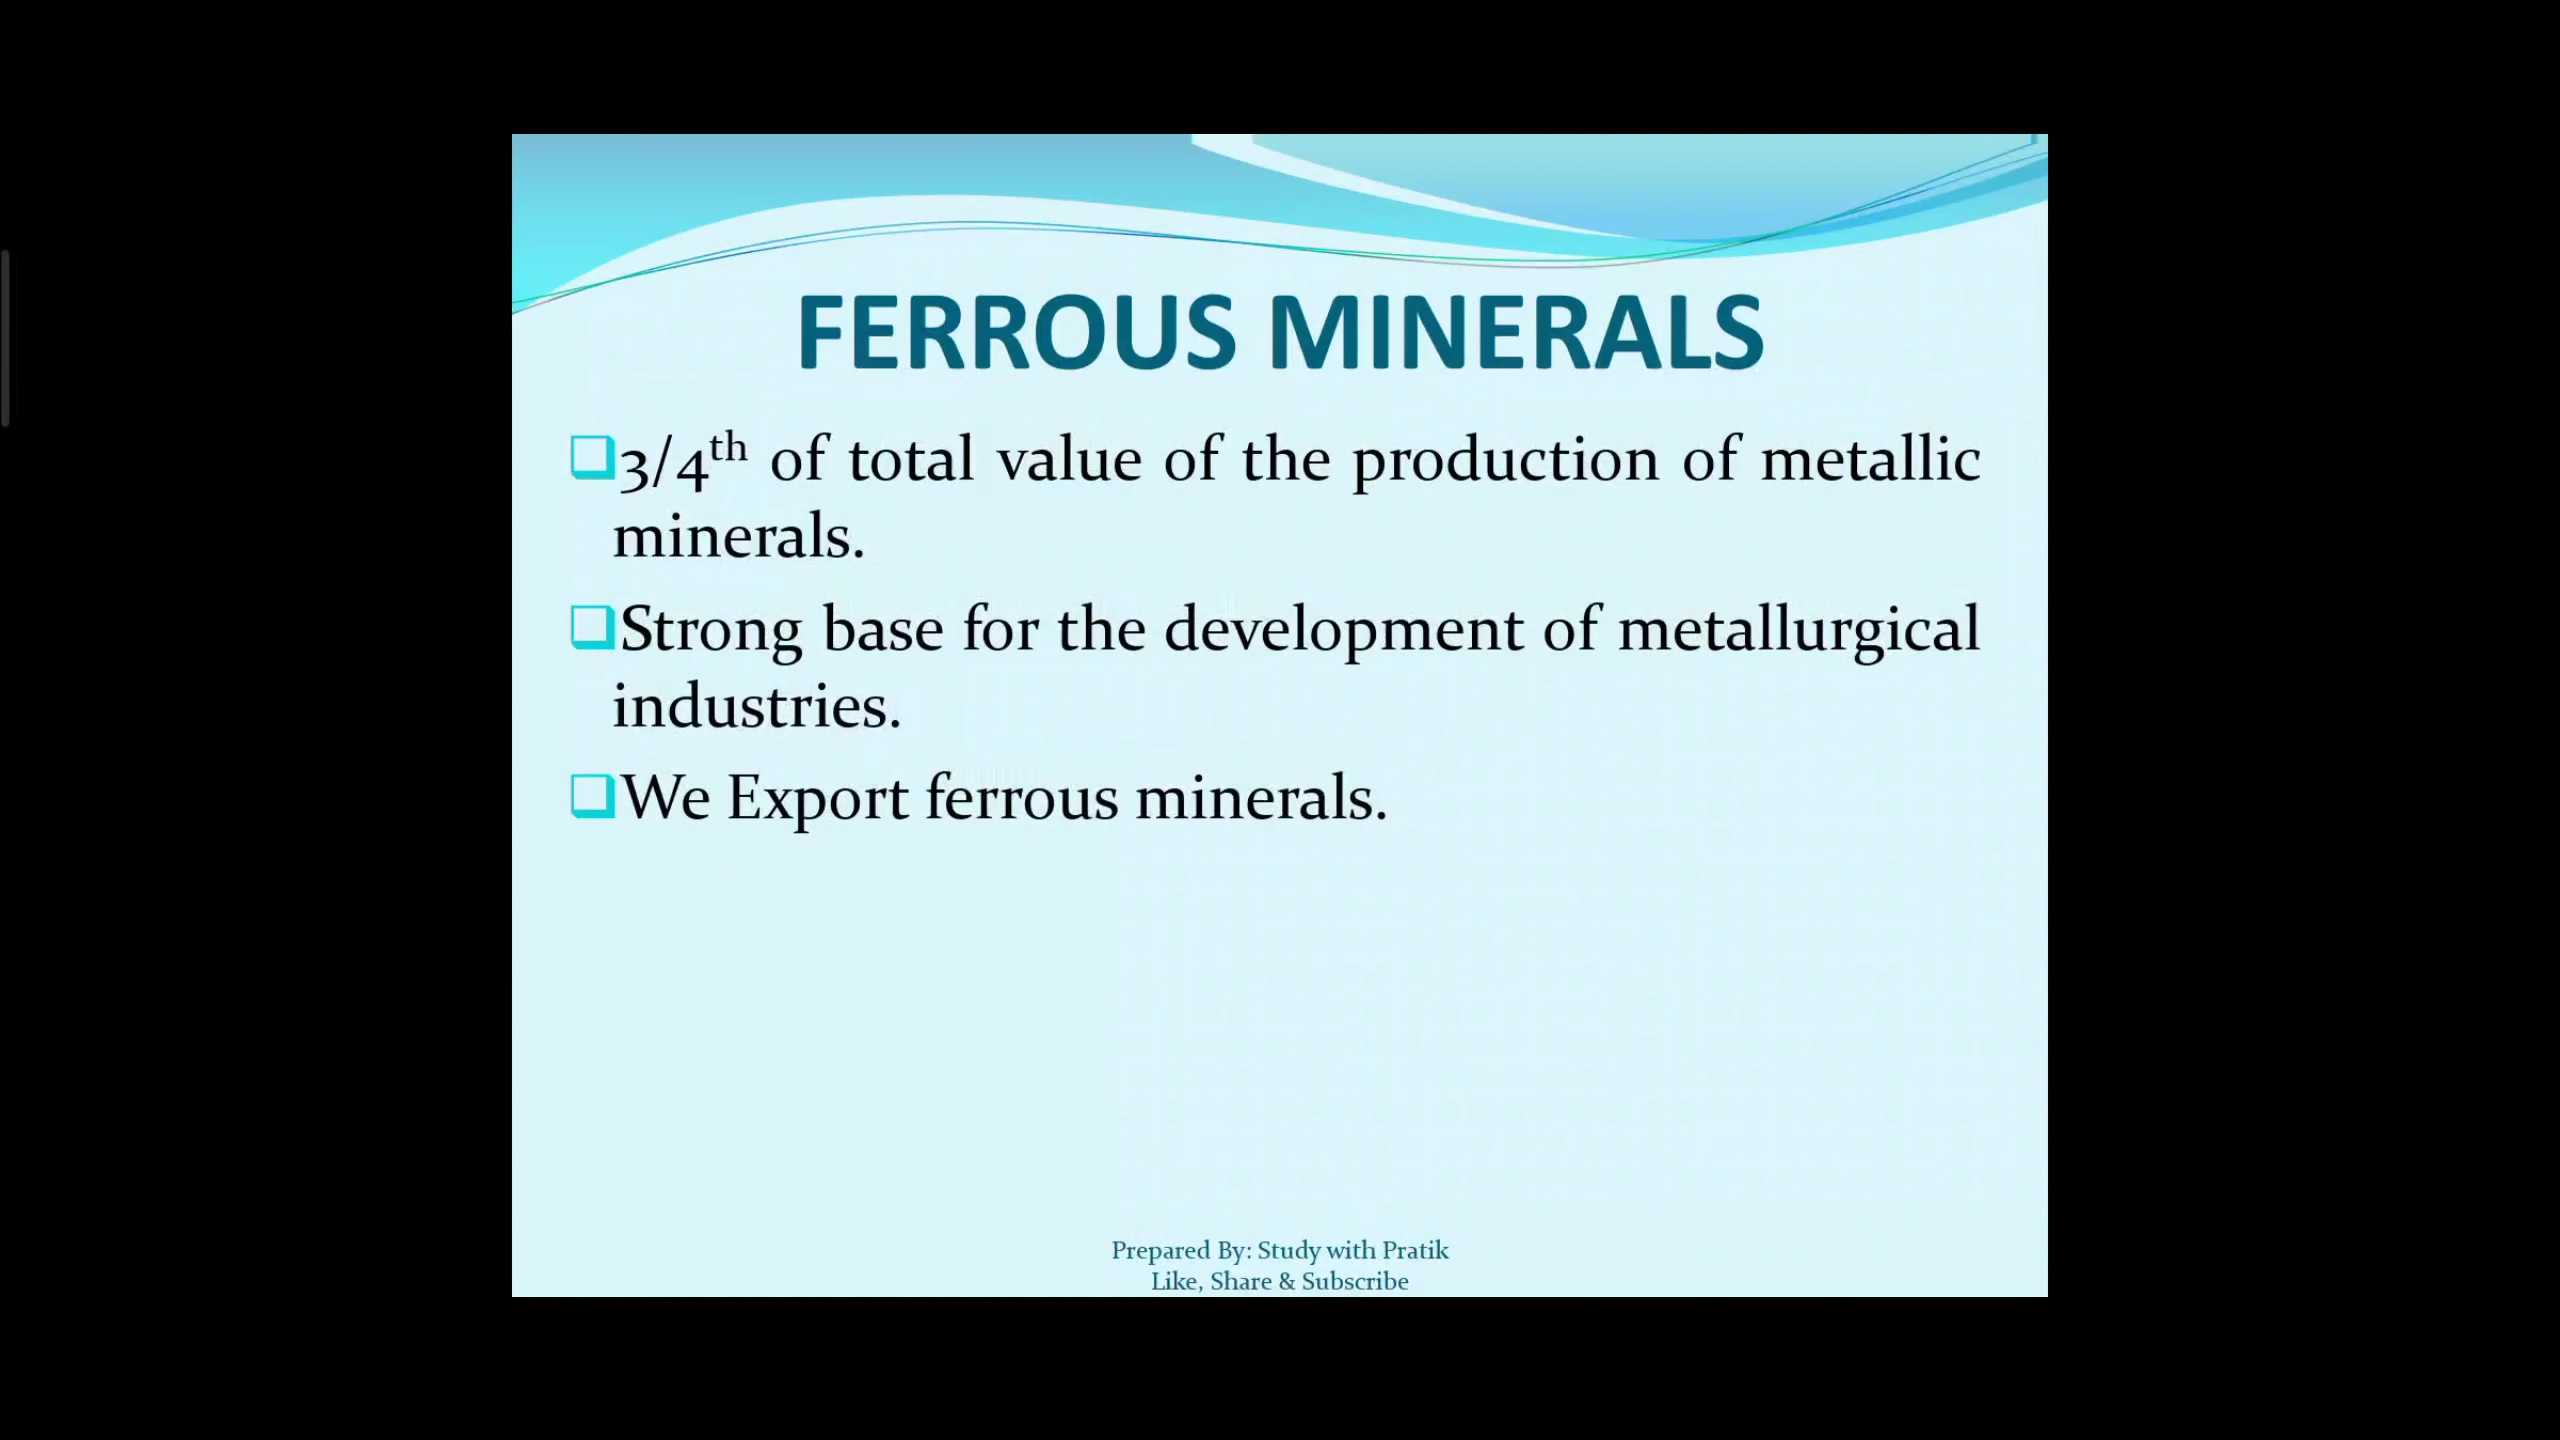 FERROUS MINERALS
3/4th of total value of the production of metallic
minerals.
Strong base for the development of metallurgical
industries.
We Export ferrous minerals.
Prepared By: Study with Pratik
Like, Share & Subscribe